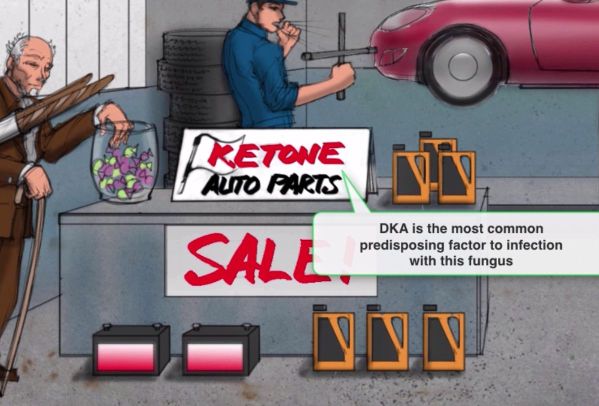 KETONE
AUTO PARTS
DKA is the most common
predisposing factor to infection
with this fungus
SALE!